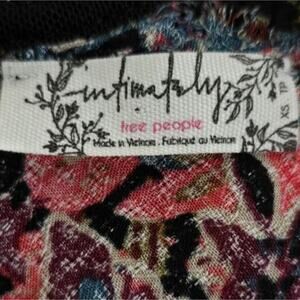 intimately
free people
Made in Vietnam . Fabriqué au Vietnam
XS TP